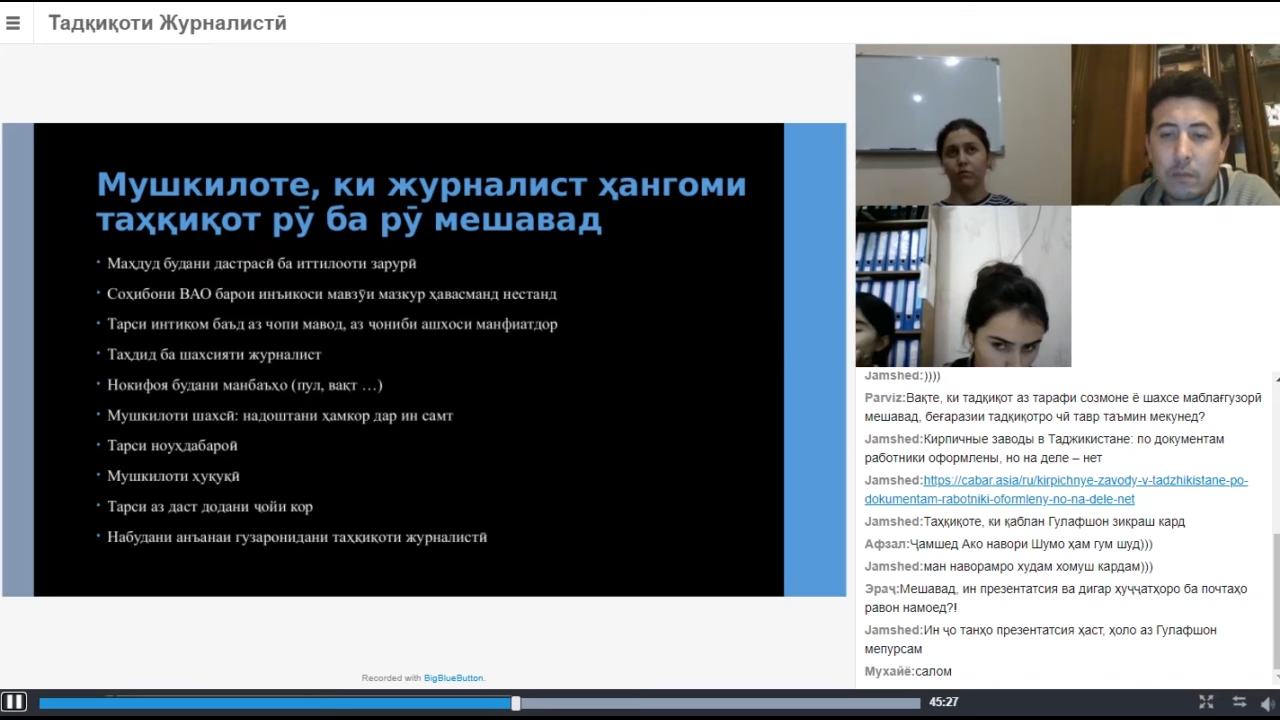 Тадқиқоти Журналистӣ
Мушкилоте, ки журналист ҳангоми
таҳқиқот рӯ ба рӯ мешавад
Маҳдуд будани дастрасӣ ба иттилооти зарурӣ
Соҳибони ВАО барои инъикоси мавзӯи мазкур ҳавасманд нестанд
Тарси интиқом баъд аз чопи мавод, аз ҷониби ашхоси манфиатдор
Таҳдид ба шахсияти журналист
Нокифоя будани манбаъҳо (пул, вақт …)
Мушкилоти шахсӣ: надоштани ҳамкор дар ин самт
Тарси ноуҳдабароӣ
Мушкилоти ҳуқуқӣ
Тарси аз даст додани ҷойи кор
Набудани анъанаи гузаронидани таҳқиқоти журналистӣ
Recorded with BigBlueButton.
Jamshed:))))
Parviz:Вақте, ки тадқиқот аз тарафи созмоне ё шахсе маблағгузорӣ
мешавад, беғаразии тадқиқотро чӣ тавр таъмин мекунед?
Jamshed:Кирпичные заводы в Таджикистане: по документам
работники оформлены, но на деле – нет
Jamshed:https://cabar.asia/ru/kirpichnye-zavody-v-tadzhikistane-po-
dokumentam-rabotniki-oformleny-no-na-dele-net
Jamshed:Таҳқиқоте, ки қаблан Гулафшон зикраш кард
Афзал:Ҷамшед Ако навори Шумо ҳам гум шуд)))
Jamshed:ман наворамро худам хомуш кардам)))
Эраҷ:Мешавад, ин презентатсия ва дигар ҳуҷҷатҳоро ба почтаҳо
равон намоед?!
Jamshed:Ин ҷо танҳо презентатсия ҳаст, ҳоло аз Гулафшон
мепурсам
Мухайё:салом
45:27